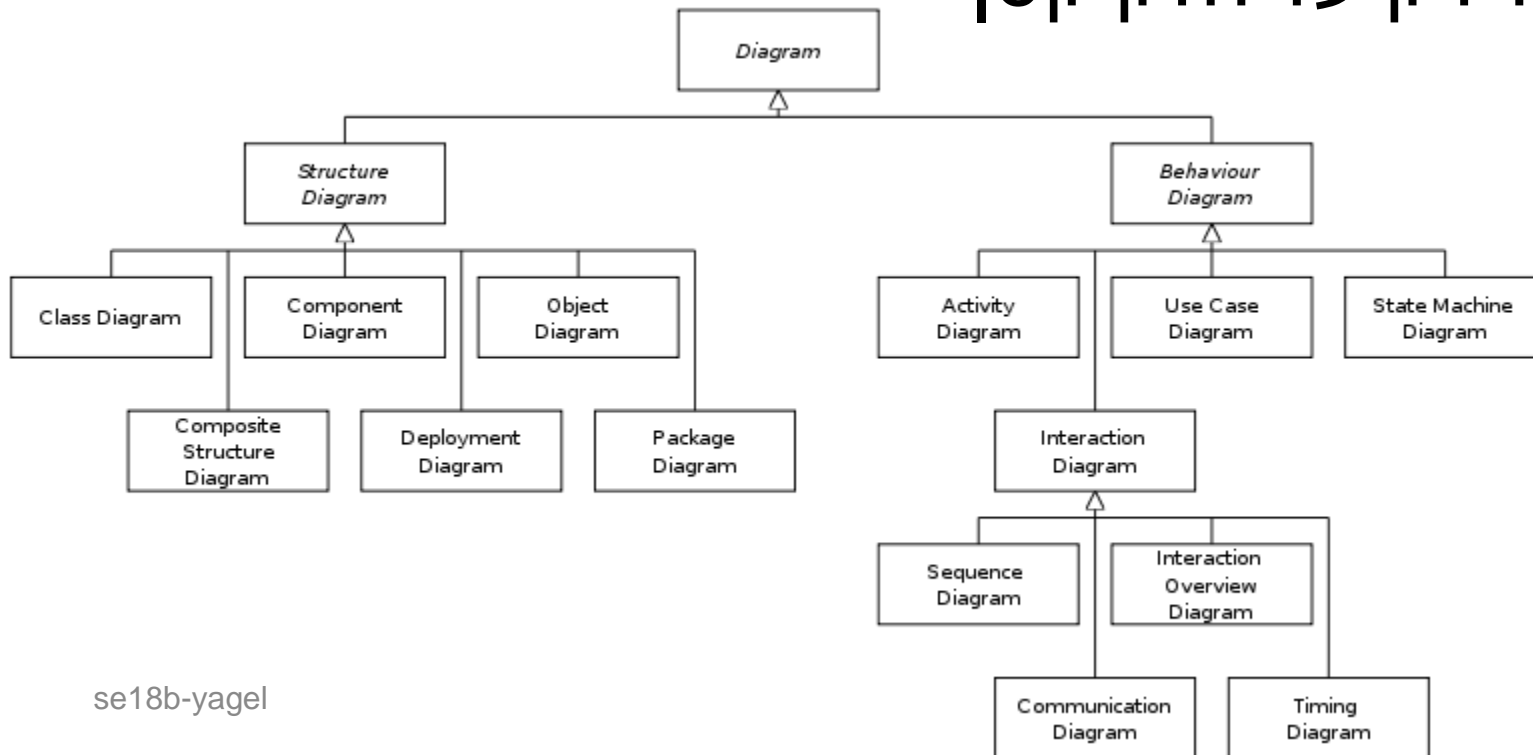 Diagram
Structure
Diagram
Behaviour
Diagram
Class Diagram
Component
Diagram
Object
Diagram
Activity
Diagram
Use Case
Diagram
State Machine
Diagram
Composite
Structure
Diagram
Deployment
Diagram
Package
Diagram
Interaction
Diagram
Sequence
Diagram
Interaction
Overview
Diagram
Communication
Diagram
Timing
Diagram
se18b-yagel